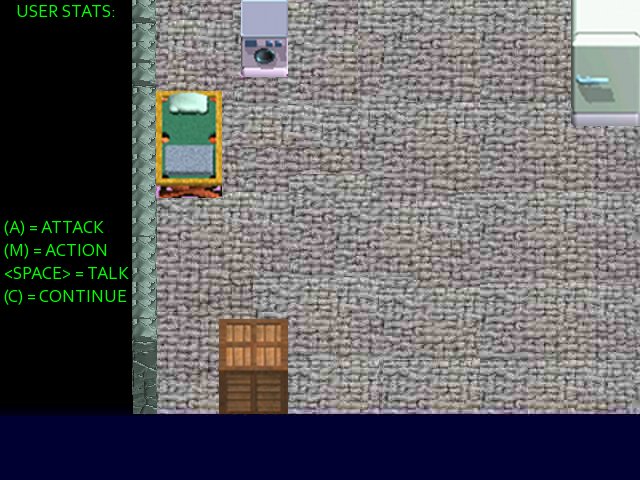 USER STATS:
(A) = ATTACK
(M) = ACTION
<SPACE> = TALK
(C) = CONTINUE